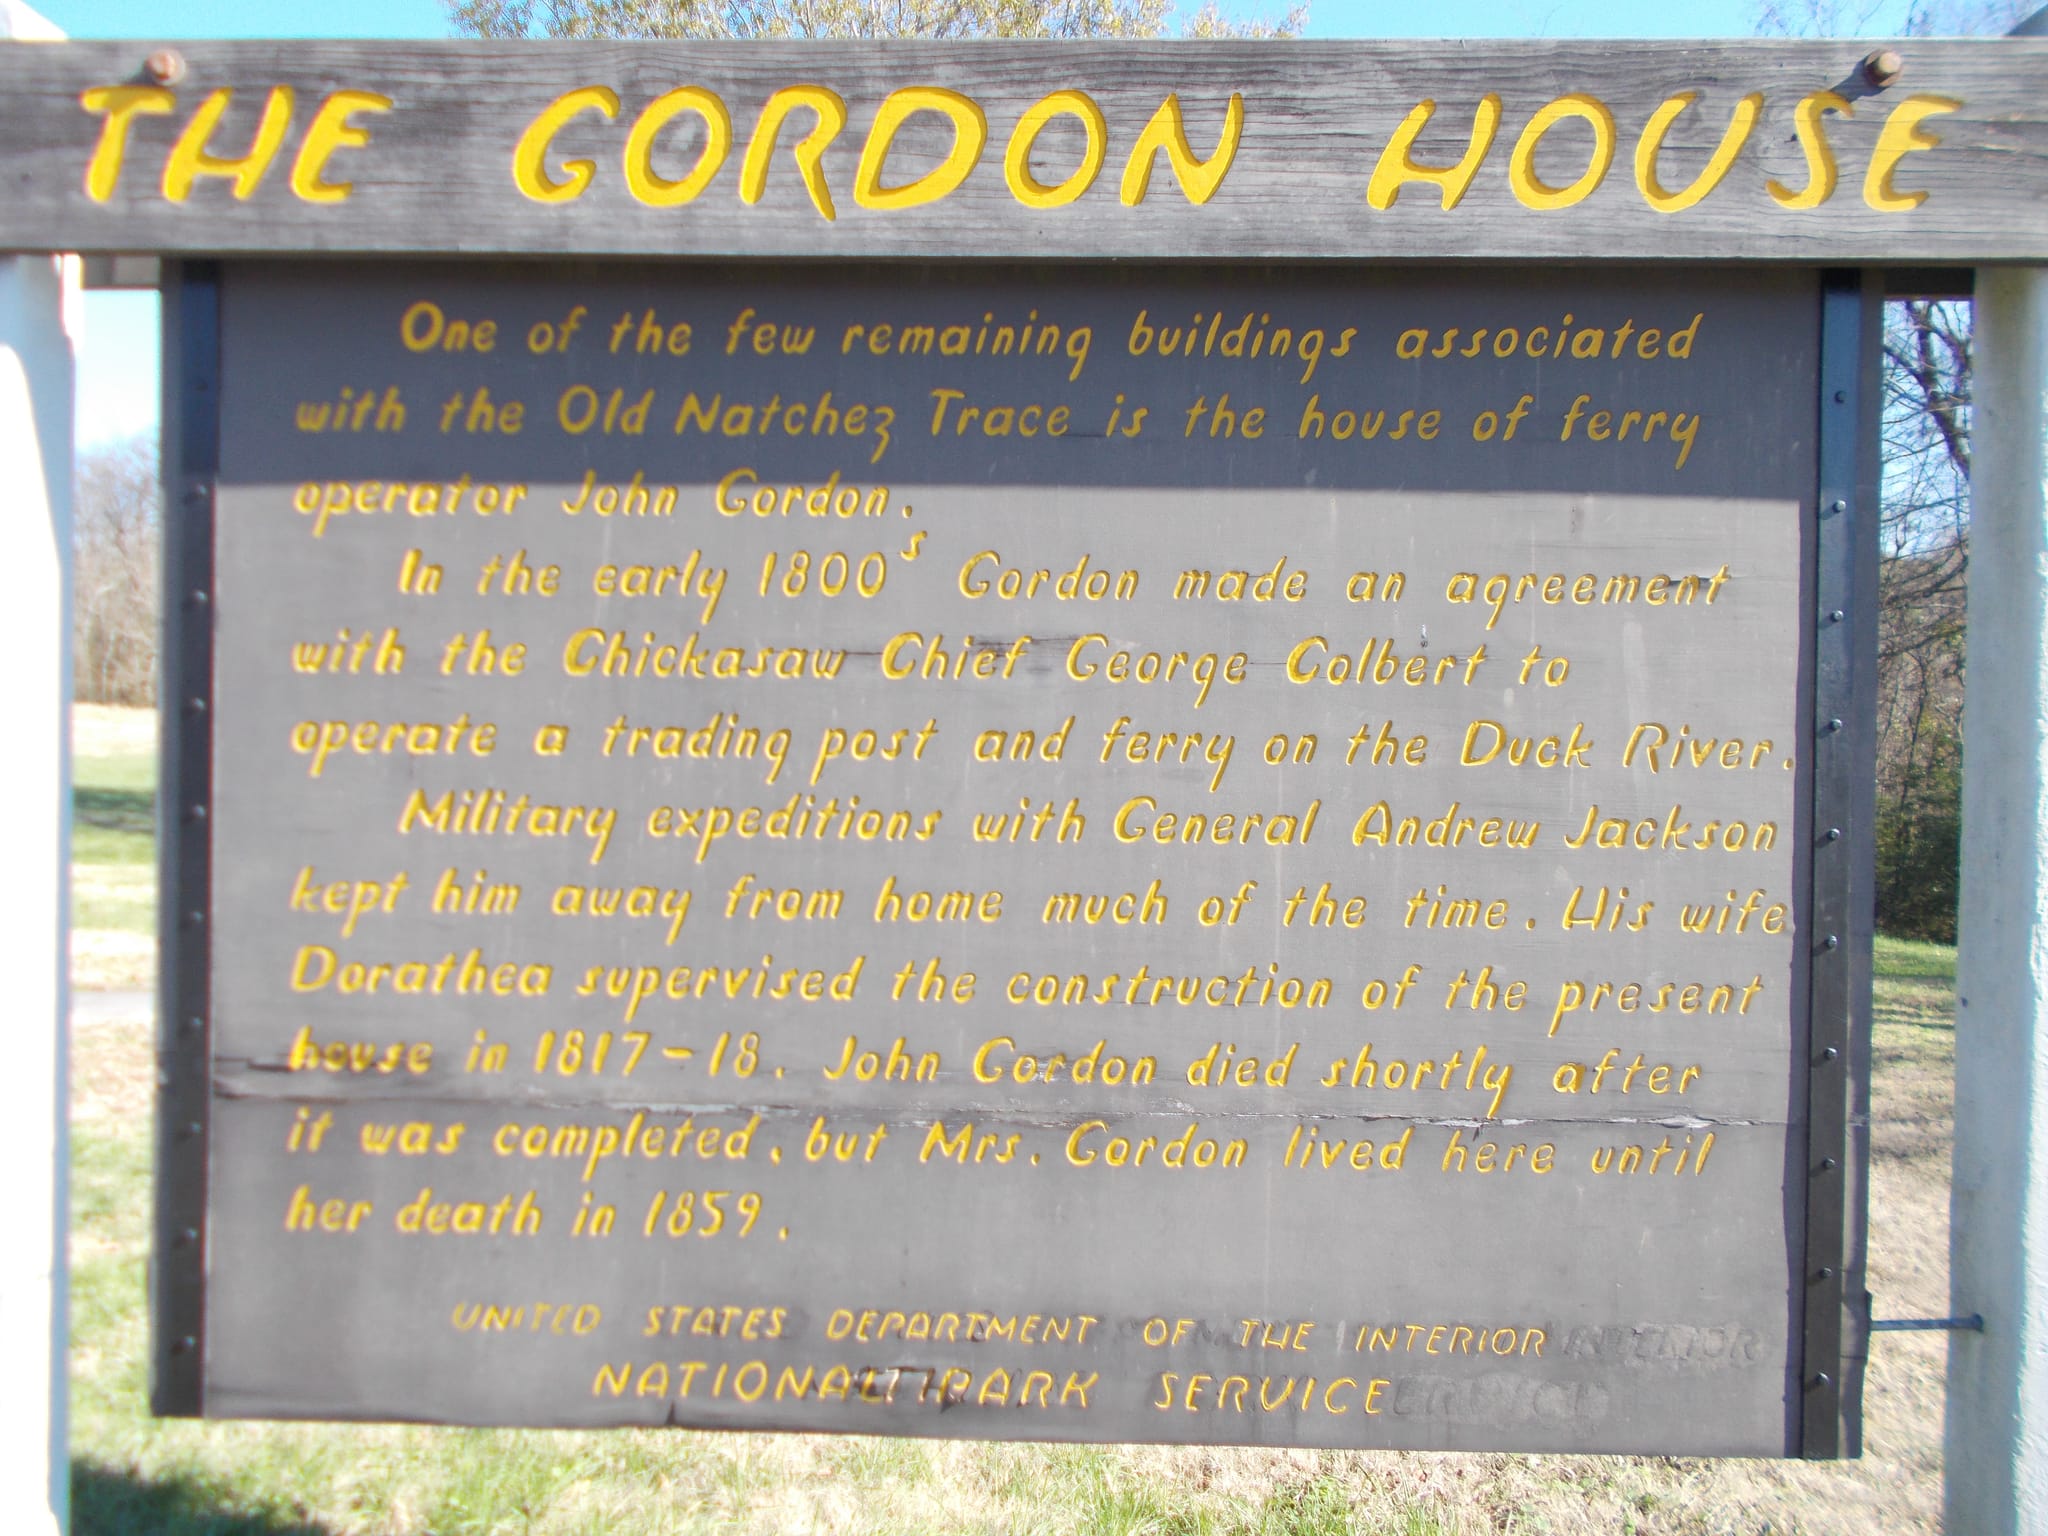 THE GORDON HOUSE
One of the few remaining buildings associated
with the Old Natchez Trace is the house of ferry
operator John Gordon.
In the early 1800s Gordon made an agreement
with the Chickasaw Chief George Colbert to
operate a trading post and ferry on the Duck River.
Military expeditions with General Andrew Jackson
kept him away from home much of the time. His wife
Dorathea supervised the construction of the present
house in 1817-18. John Gordon died shortly after
it was completed, but Mrs. Gordon lived here until
her death in 1859.
UNITED STATES DEPARTMENT OF THE INTERIOR
NATIONAL PARK SERVICE